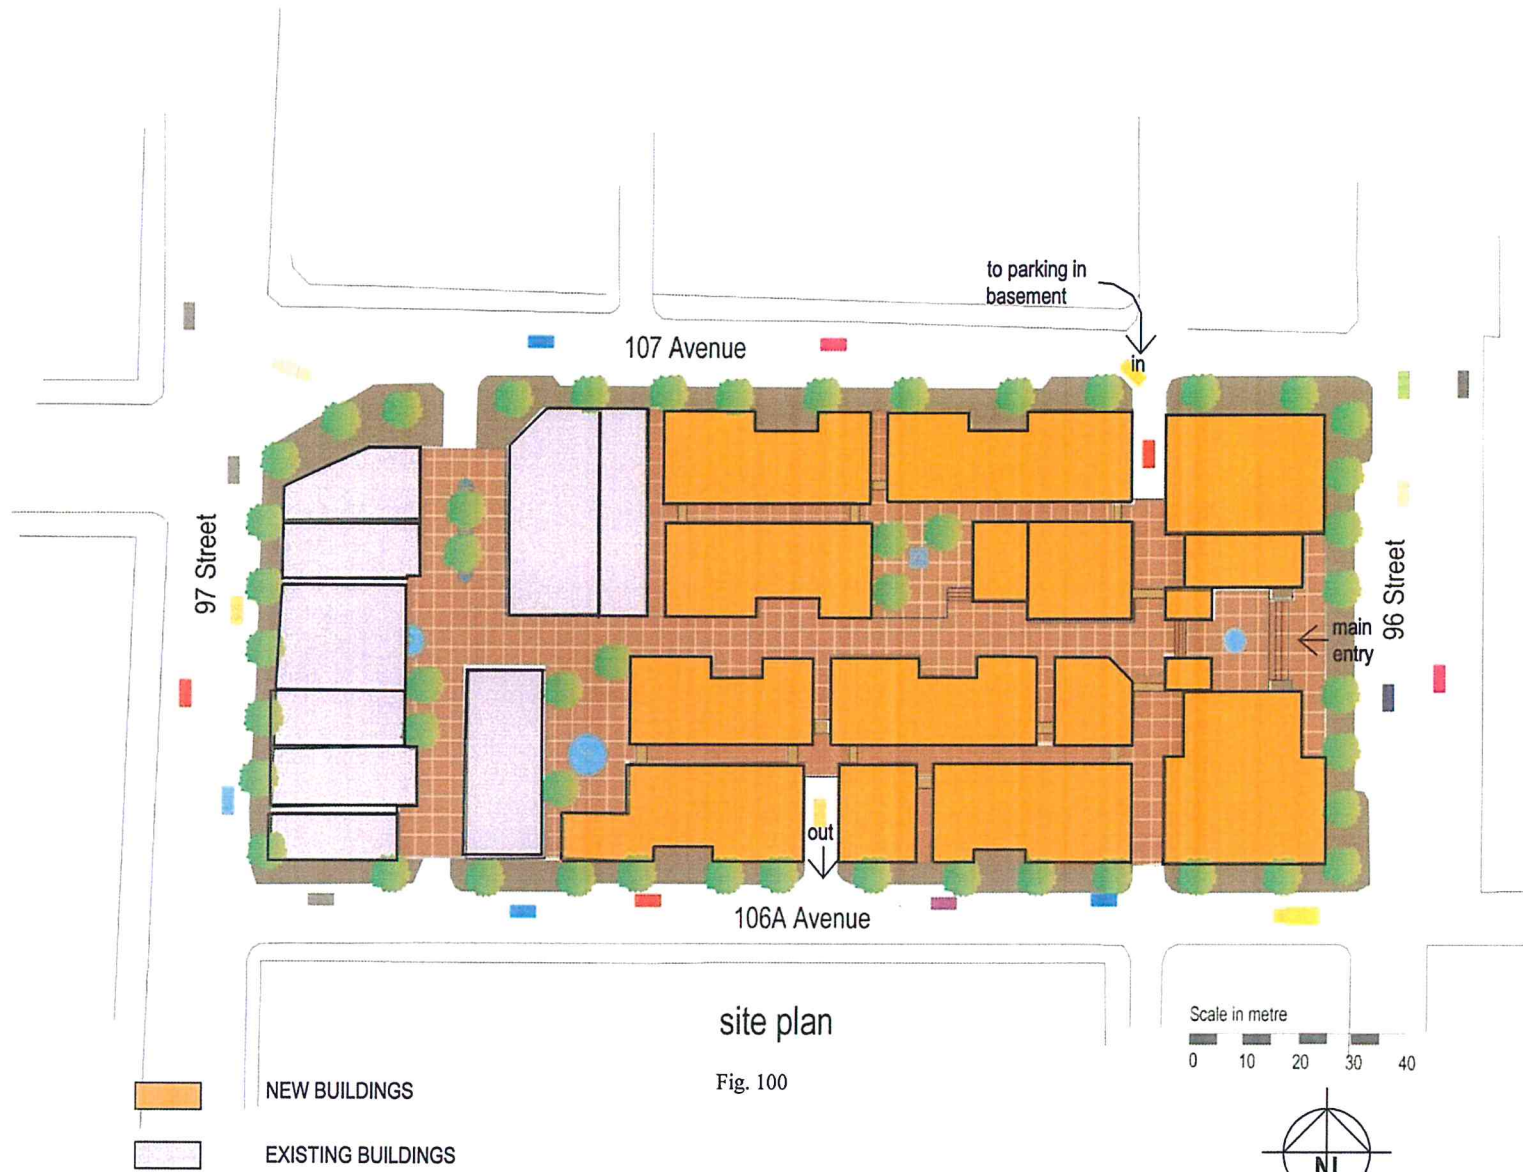 to parking in
basement
in
107 Avenue
97 Street
96 Street
main
entry
out
106A Avenue
site plan
Fig. 100
Scale in metre
0 10 20 30 40
NEW BUILDINGS
EXISTING BUILDINGS